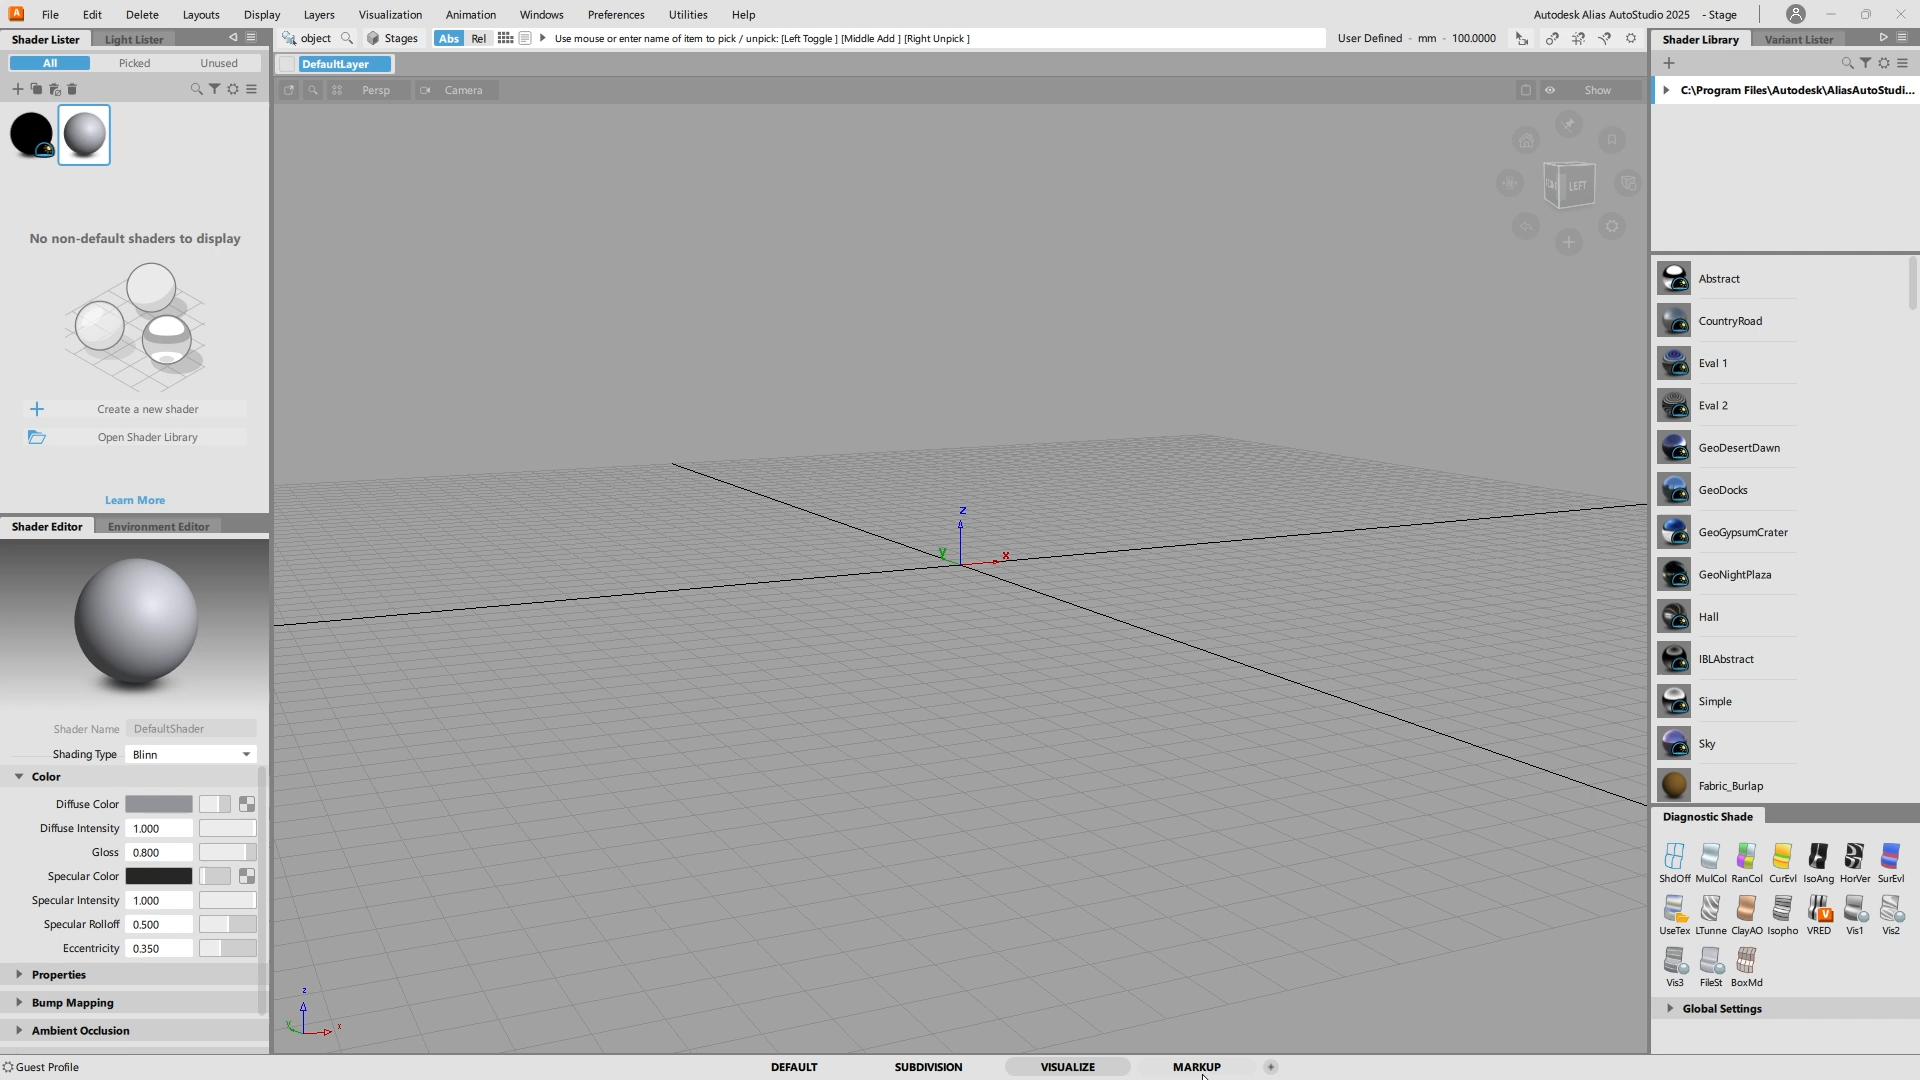 File Edit Delete Layouts Display Layers Visualization Animation Windows Preferences Utilities Help
Autodesk Alias AutoStudio 2025 - Stage
Shader Lister Light Lister
object Stages Abs Rel Use mouse or enter name of item to pick / unpick: [Left Toggle ] [Middle Add ] [Right Unpick ]
User Defined - mm - 100.0000
Shader Library Variant Lister
All Picked Unused
DefaultLayer
Persp Camera Show
C:\Program Files\Autodesk\AliasAutoStudi...
LEFT
No non-default shaders to display
Create a new shader
Open Shader Library
Learn More
Shader Editor Environment Editor
Shader Name DefaultShader
Shading Type Blinn
Color
Diffuse Color
Diffuse Intensity 1.000
Gloss 0.800
Specular Color
Specular Intensity 1.000
Specular Rolloff 0.500
Eccentricity 0.350
Properties
Bump Mapping
Ambient Occlusion
z
y
x
z
y
x
Abstract
CountryRoad
Eval 1
Eval 2
GeoDesertDawn
GeoDocks
GeoGypsumCrater
GeoNightPlaza
Hall
IBLAbstract
Simple
Sky
Fabric_Burlap
Diagnostic Shade
ShdOff MulCol RanCol CurEvl IsoAng HorVer SurEvl
UseTex LTunne ClayAO Isopho VRED Vis1 Vis2
Vis3 FileSt BoxMd
Global Settings
Guest Profile
DEFAULT SUBDIVISION VISUALIZE MARKUP